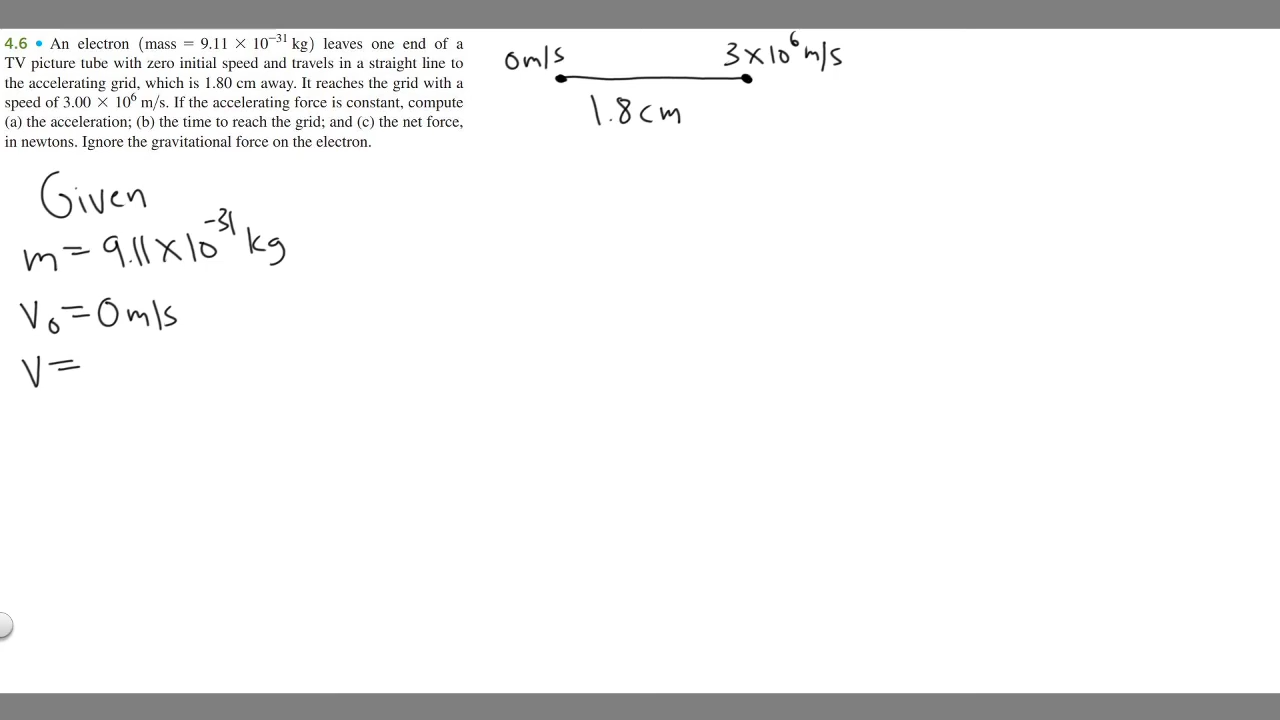 4.6 • An electron (mass = 9.11 × 10⁻³¹ kg) leaves one end of a
TV picture tube with zero initial speed and travels in a straight line to
the accelerating grid, which is 1.80 cm away. It reaches the grid with a
speed of 3.00 × 10⁶ m/s. If the accelerating force is constant, compute
(a) the acceleration; (b) the time to reach the grid; and (c) the net force,
in newtons. Ignore the gravitational force on the electron.
0m/s
3×10⁶m/s
1.8cm
Given
m=9.11×10⁻³¹kg
V₀=0m/s
V=